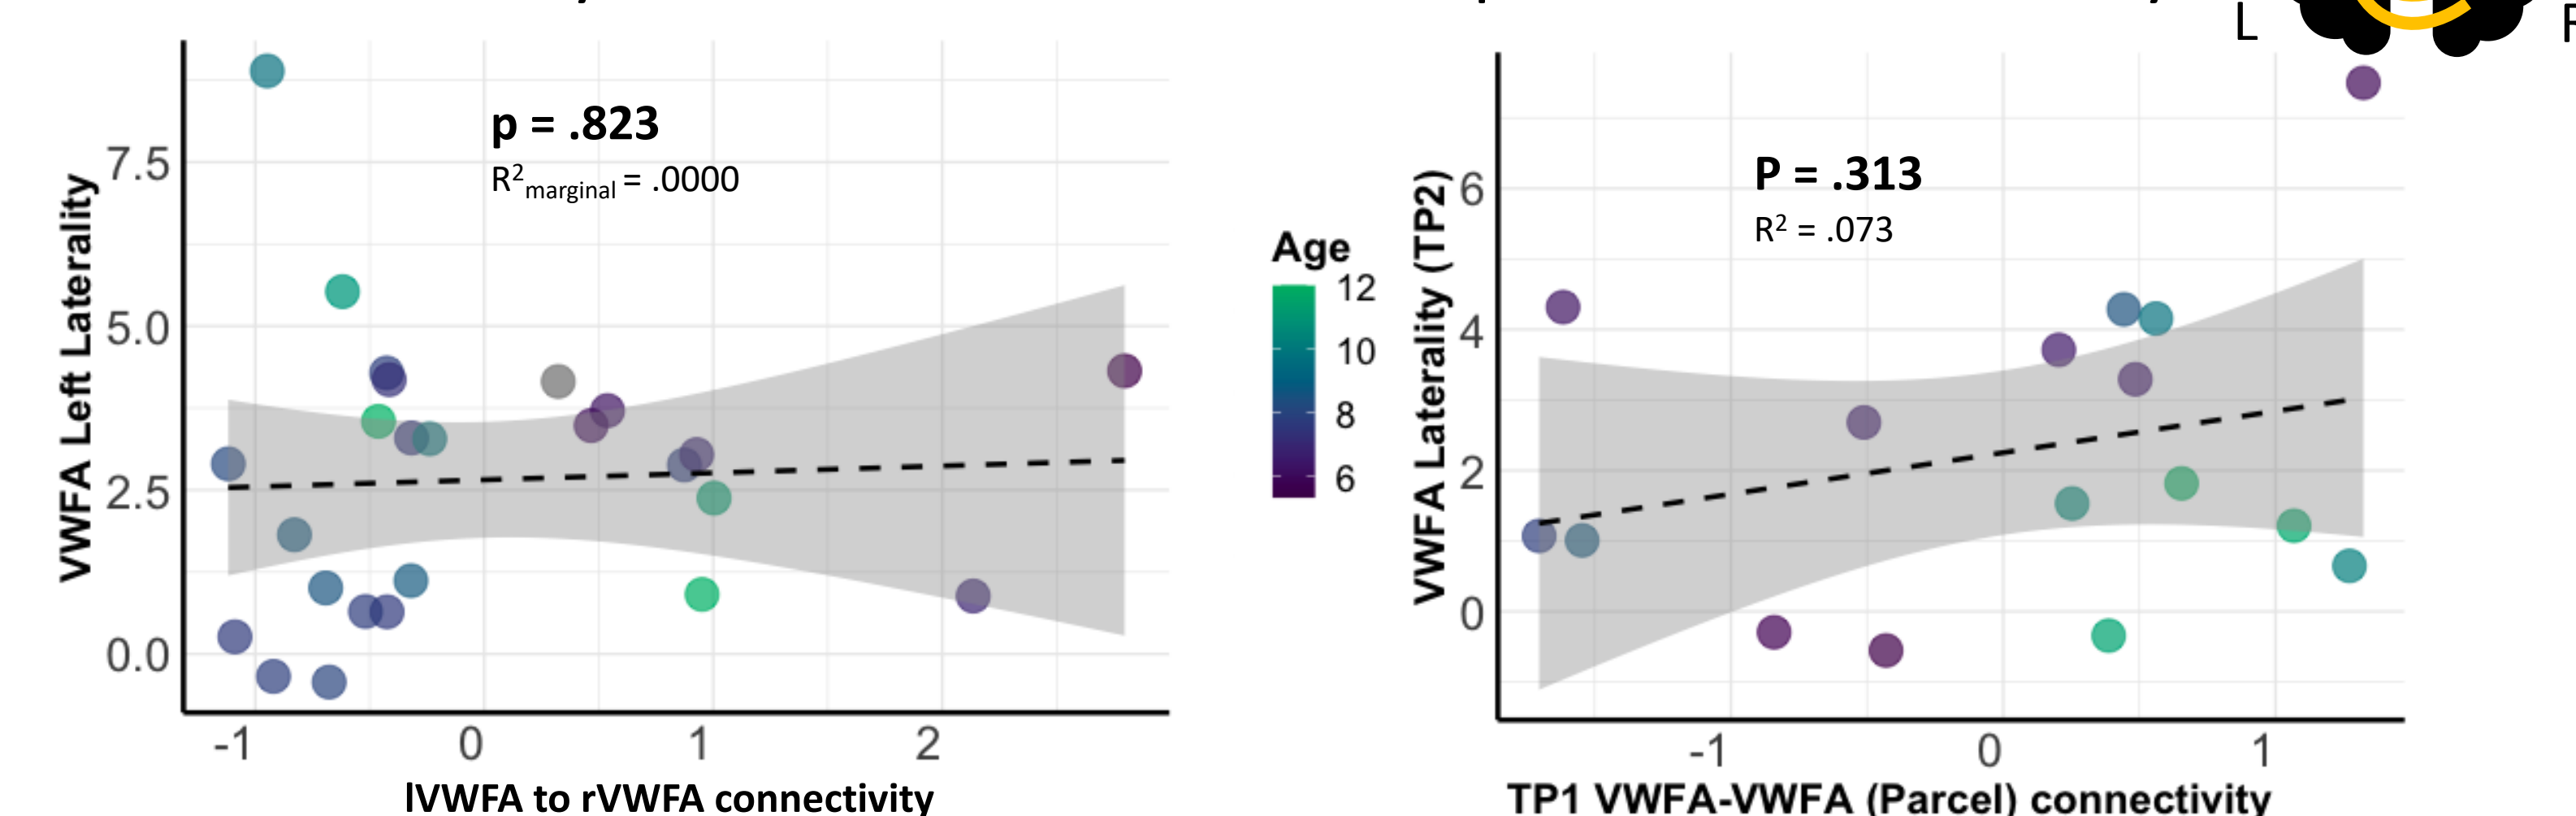 L
p = .823
R²marginal = .0000
7.5
5.0
2.5
0.0
VWFA Left Laterality
-1 0 1 2
lVWFA to rVWFA connectivity
Age
12
10
8
6
P = .313
R² = .073
6
4
2
0
VWFA Laterality (TP2)
-1 0 1
TP1 VWFA-VWFA (Parcel) connectivity